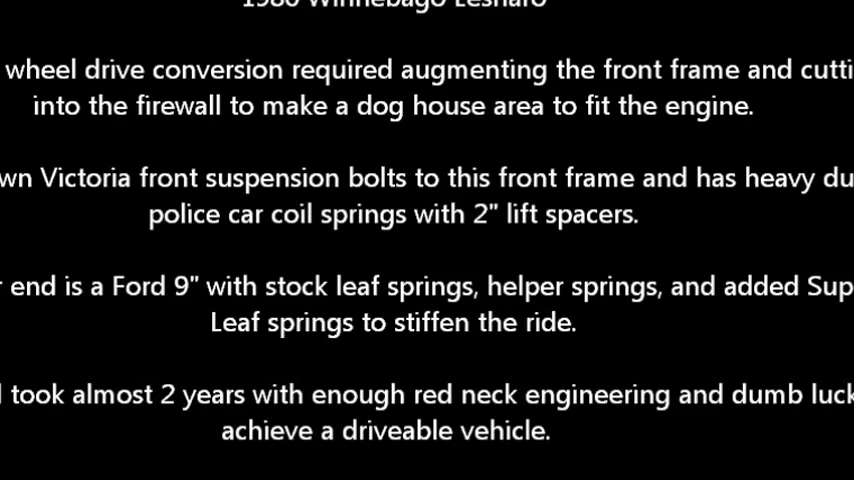 1986 Winnebago Lesharo
wheel drive conversion required augmenting the front frame and cutti
into the firewall to make a dog house area to fit the engine.
wn Victoria front suspension bolts to this front frame and has heavy du
police car coil springs with 2" lift spacers.
r end is a Ford 9" with stock leaf springs, helper springs, and added Sup
Leaf springs to stiffen the ride.
took almost 2 years with enough red neck engineering and dumb luck
achieve a driveable vehicle.